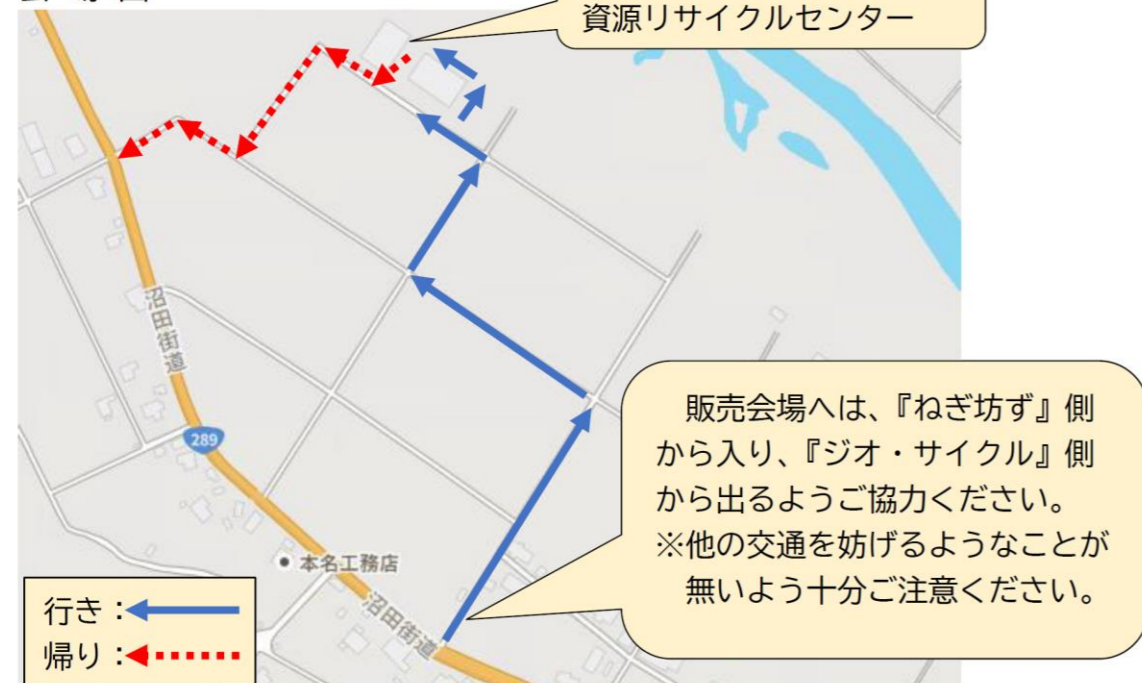 資源リサイクルセンター
沼田街道
289
販売会場へは、『ねぎ坊ず』側
から入り、『ジオ・サイクル』側
から出るようご協力ください。
※他の交通を妨げるようなことが
無いよう十分ご注意ください。
本名工務店
沼田街道
行き：
帰り：